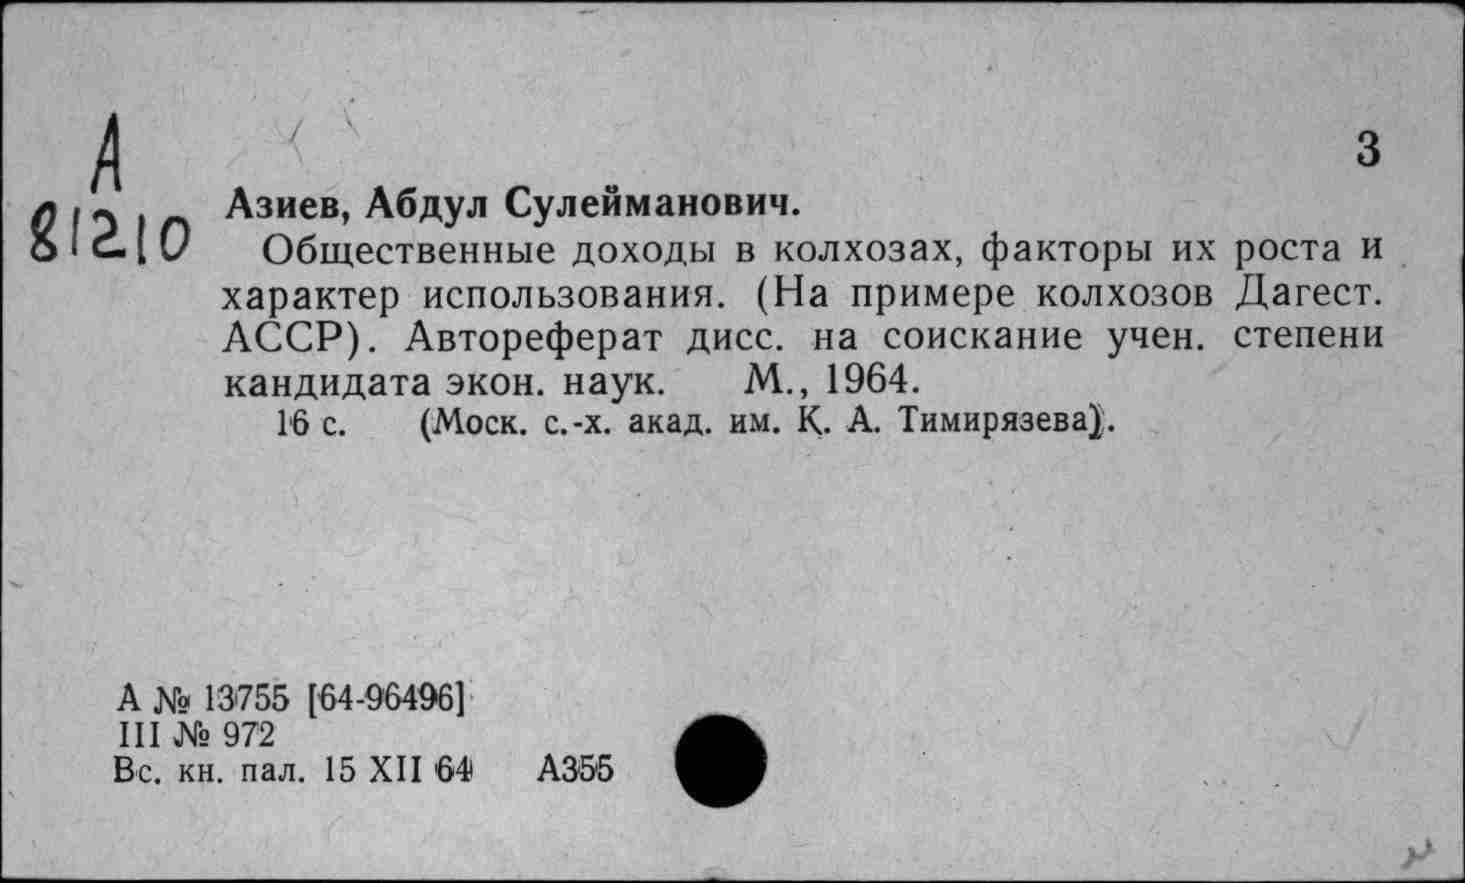 А
81210
3
Азиев, Абдул Сулейманович.
Общественные доходы в колхозах, факторы их роста и
характер использования. (На примере колхозов Дагест.
АССР). Автореферат дисс. на соискание учен. степени
кандидата экон. наук. М., 1964.
16 с. (Моск. с.-х. акад. им. К. А. Тимирязева).
А № 13755 [64-96496]
III № 972
Вс. кн. пал. 15 XII 64 А355